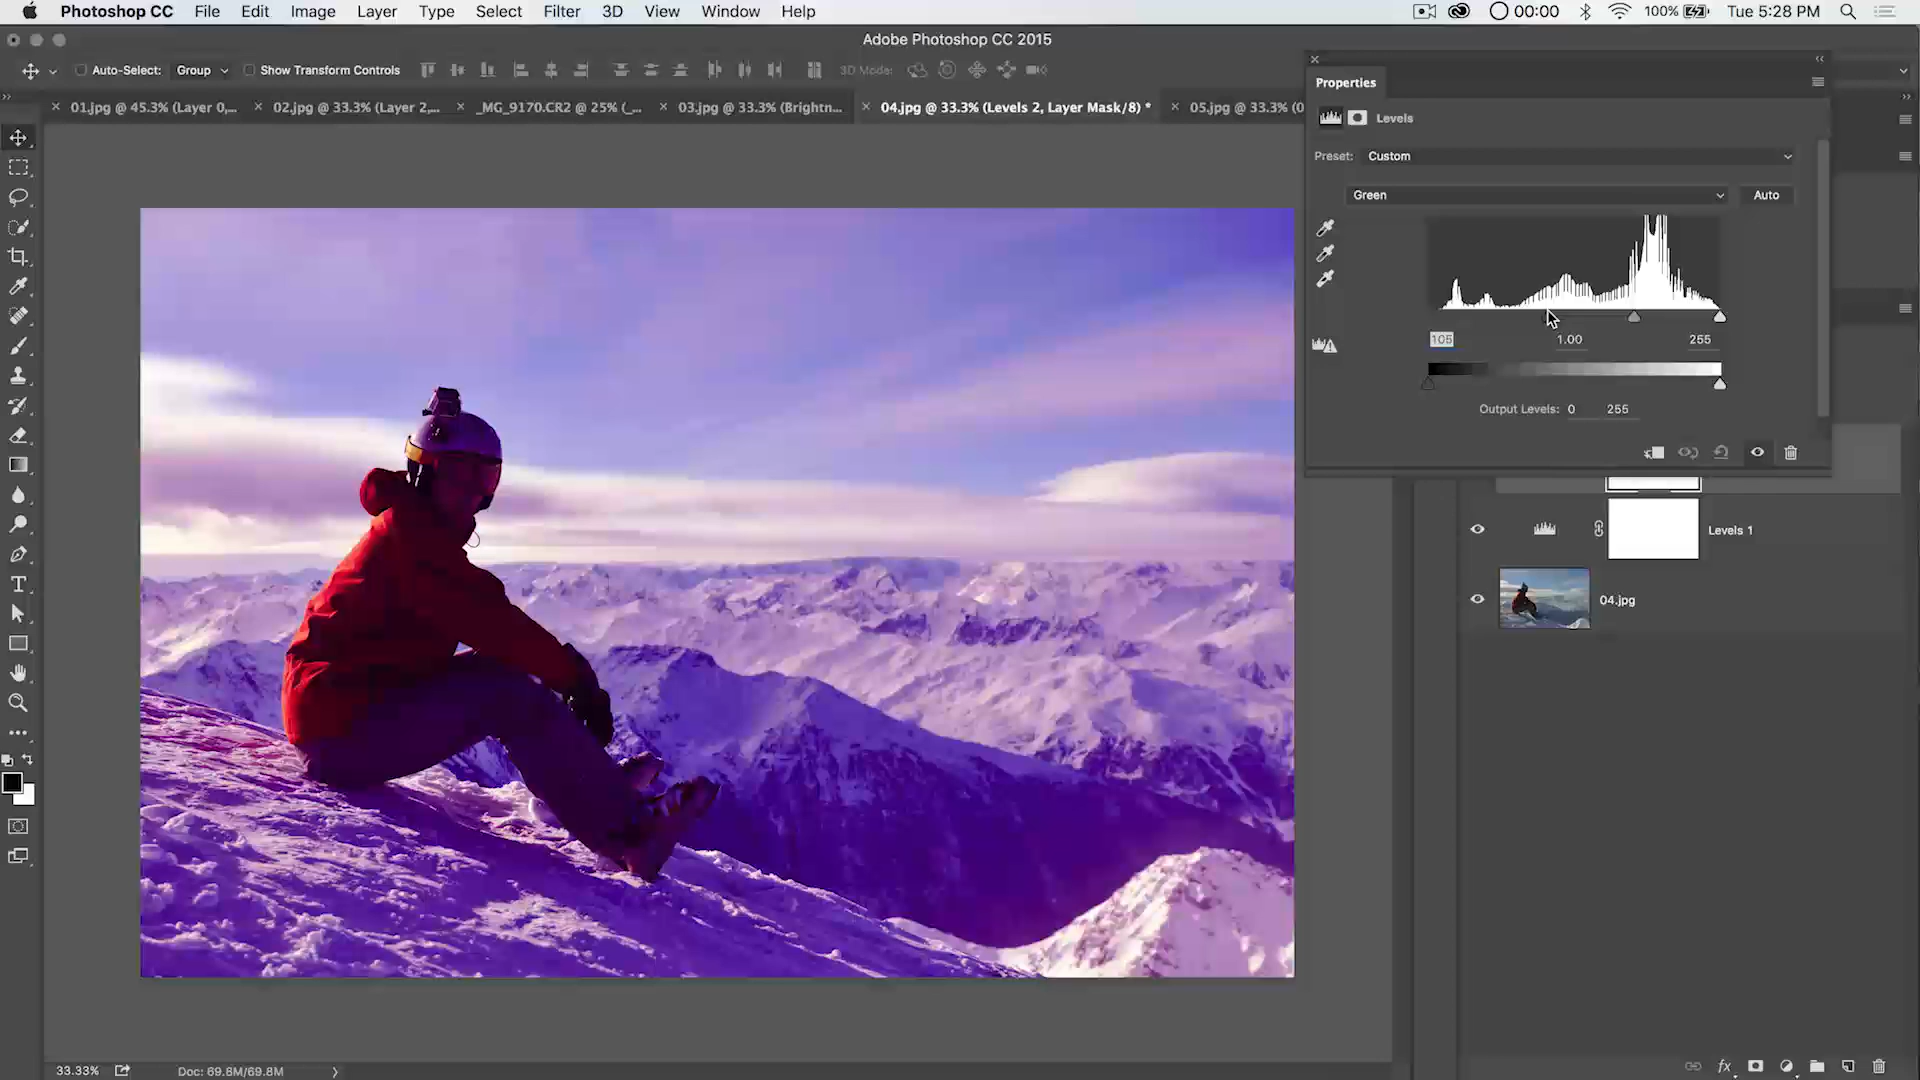 Photoshop CC File Edit Image Layer Type Select Filter 3D View Window Help 00:00 100% Tue 5:28 PM
Adobe Photoshop CC 2015
Auto-Select: Group Show Transform Controls 3D Mode:
01.jpg @ 45.3% (Layer 0,... 02.jpg @ 33.3% (Layer 2,... _MG_9170.CR2 @ 25% (_... 03.jpg @ 33.3% (Brightn... 04.jpg @ 33.3% (Levels 2, Layer Mask/8) * 05.jpg @ 33.3% (0
Properties
Levels
Preset: Custom
Green Auto
105 1.00 255
Output Levels: 0 255
Levels 1
04.jpg
33.33% Doc: 69.8M/69.8M
fx